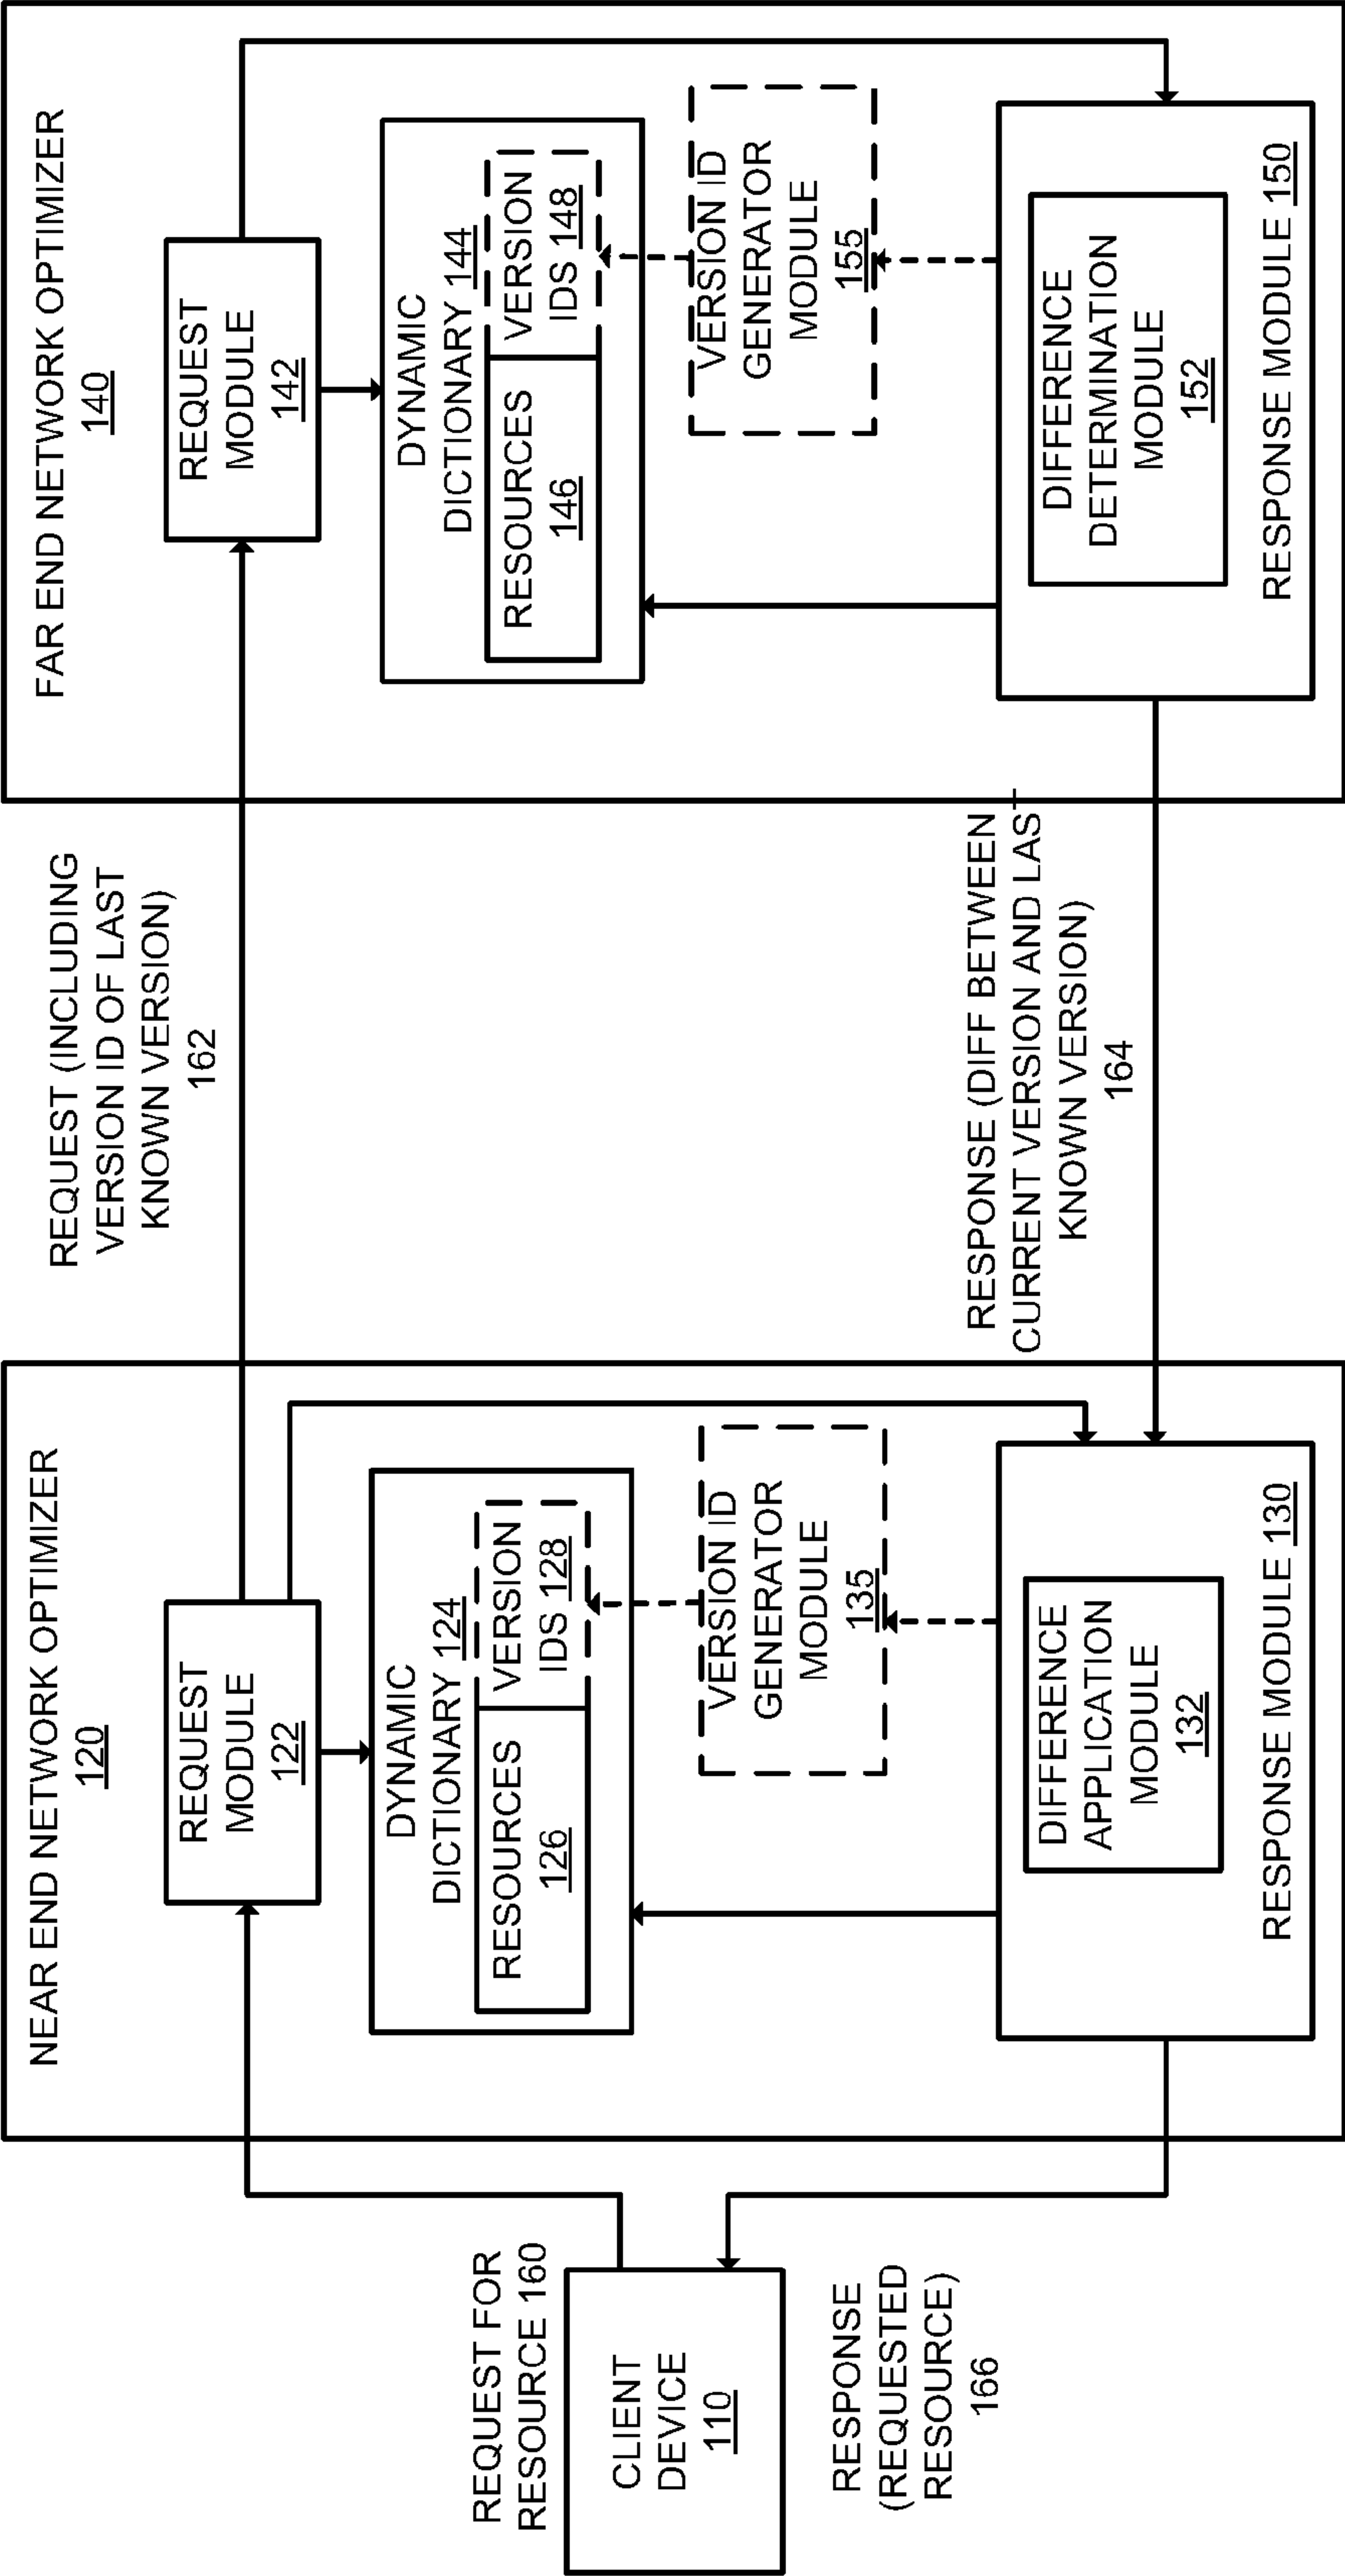 REQUEST FOR
RESOURCE 160
CLIENT
DEVICE
110
RESPONSE
(REQUESTED
RESOURCE)
166
NEAR END NETWORK OPTIMIZER
120
REQUEST
MODULE
122
DYNAMIC
DICTIONARY 124
RESOURCES
126
VERSION
IDS 128
VERSION ID
GENERATOR
MODULE
135
DIFFERENCE
APPLICATION
MODULE
132
RESPONSE MODULE 130
REQUEST (INCLUDING
VERSION ID OF LAST
KNOWN VERSION)
162
RESPONSE (DIFF BETWEEN
CURRENT VERSION AND LAST
KNOWN VERSION)
164
FAR END NETWORK OPTIMIZER
140
REQUEST
MODULE
142
DYNAMIC
DICTIONARY 144
RESOURCES
146
VERSION
IDS 148
VERSION ID
GENERATOR
MODULE
155
DIFFERENCE
DETERMINATION
MODULE
152
RESPONSE MODULE 150